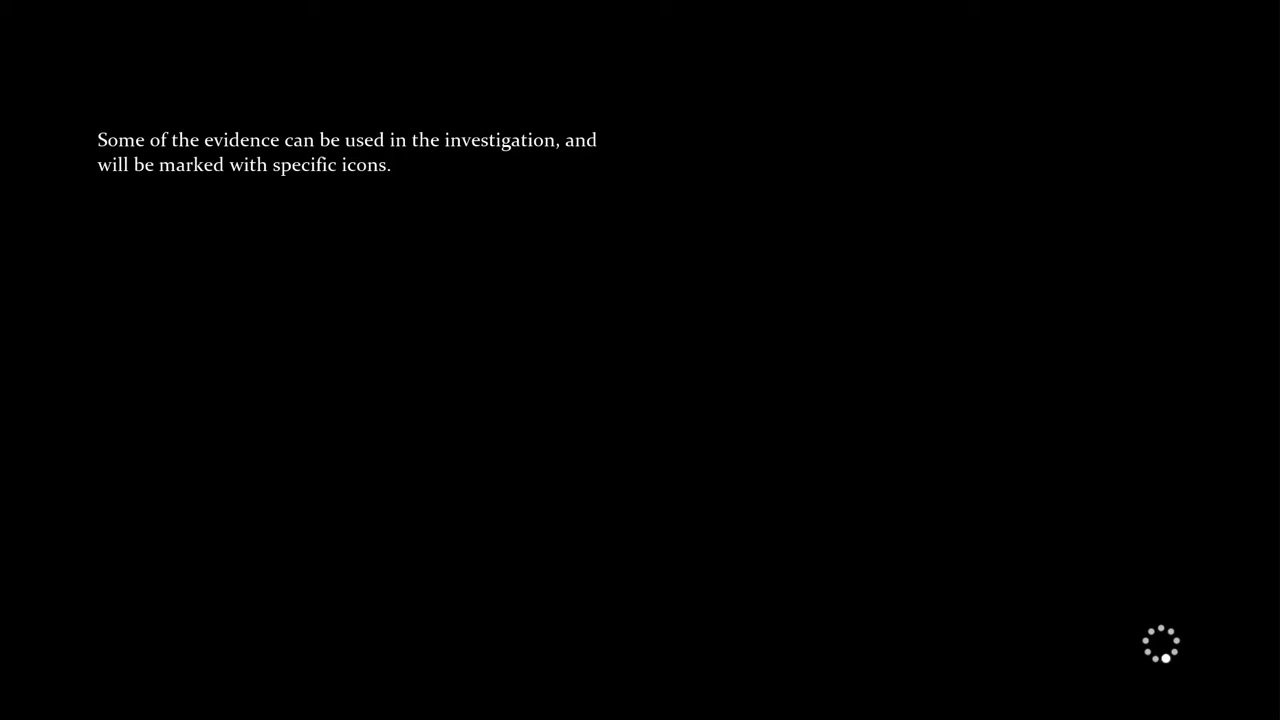 Some of the evidence can be used in the investigation, and
will be marked with specific icons.